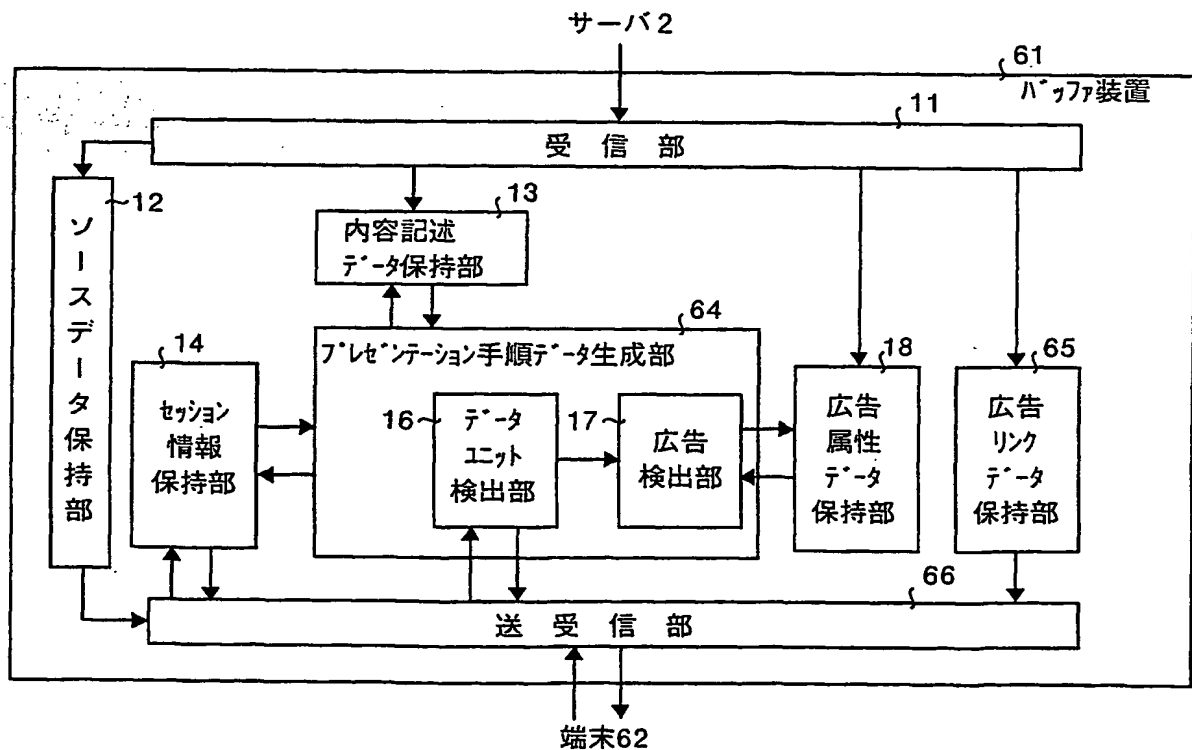 サーバ2
61
バッファ装置
11
受信部
12
ソースデータ保持部
13
内容記述
データ保持部
64
プレゼンテーション手順データ生成部
14
セッション
情報
保持部
16
データ
ユニット
検出部
17
広告
検出部
18
広告
属性
データ
保持部
65
広告
リンク
データ
保持部
66
送受信部
端末62